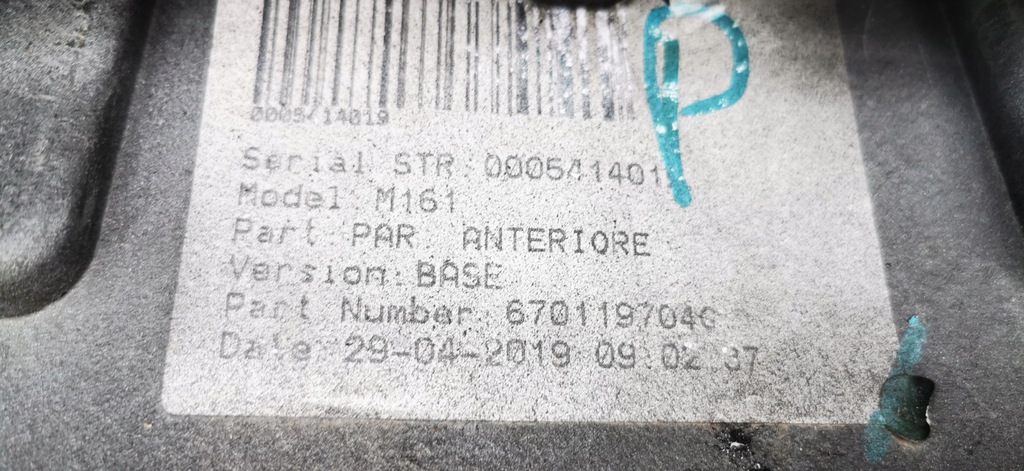 P
Serial STR: 0005414019
Model: M161
Part: PAR. ANTERIORE
Version: BASE
Part Number:
Date: 29-04-2019 09:02:37